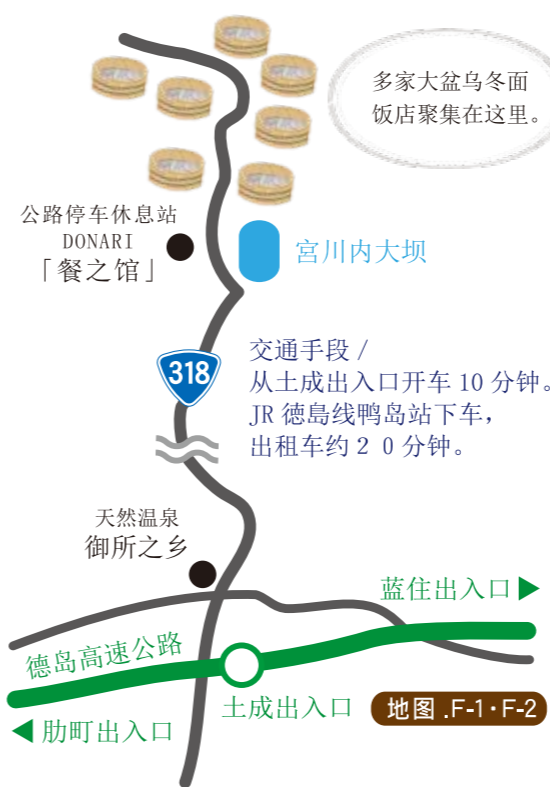 多家大盆乌冬面
饭店聚集在这里。
公路停车休息站
DONARI
「餐之馆」
宮川内大坝
318
交通手段 /
从土成出入口开车 10 分钟。
JR 德島线鸭岛站下车，
出租车约２０分钟。
天然温泉
御所之乡
蓝住出入口 ▶
德岛高速公路
土成出入口
地图 .F-1・F-2
◀ 肋町出入口